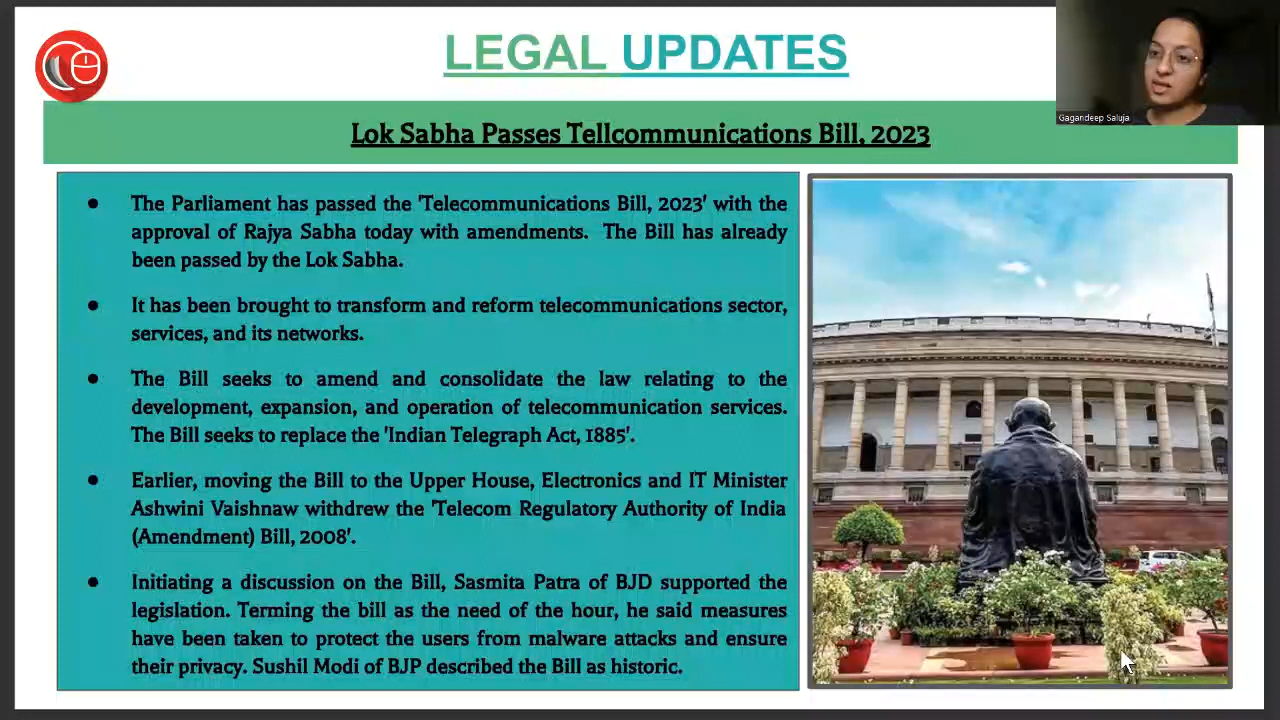 LEGAL UPDATES
Gagandeep Saluja
Lok Sabha Passes Tellcommunications Bill, 2023
● The Parliament has passed the 'Telecommunications Bill, 2023' with the
approval of Rajya Sabha today with amendments. The Bill has already
been passed by the Lok Sabha.
● It has been brought to transform and reform telecommunications sector,
services, and its networks.
● The Bill seeks to amend and consolidate the law relating to the
development, expansion, and operation of telecommunication services.
The Bill seeks to replace the 'Indian Telegraph Act, 1885'.
● Earlier, moving the Bill to the Upper House, Electronics and IT Minister
Ashwini Vaishnaw withdrew the 'Telecom Regulatory Authority of India
(Amendment) Bill, 2008'.
● Initiating a discussion on the Bill, Sasmita Patra of BJD supported the
legislation. Terming the bill as the need of the hour, he said measures
have been taken to protect the users from malware attacks and ensure
their privacy. Sushil Modi of BJP described the Bill as historic.